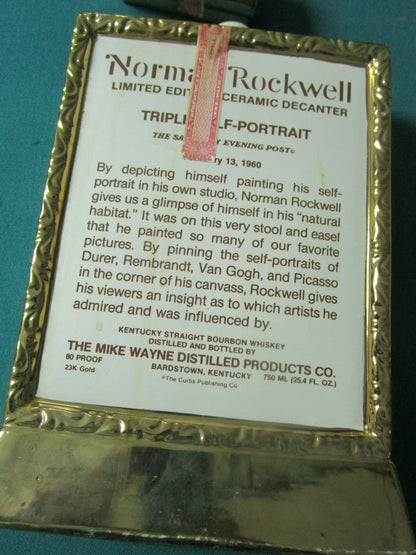 Norma Rockwell
LIMITED EDIT CERAMIC DECANTER
TRIPLE LF-PORTRAIT
THE SA Y EVENING POST©
ry 13, 1960
By depicting himself painting his self-
portrait in his own studio, Norman Rockwell
gives us a glimpse of himself in his "natural
habitat." It was on this very stool and easel
that he painted so many of our favorite
pictures. By pinning the self-portraits of
Durer, Rembrandt, Van Gogh, and Picasso
in the corner of his canvass, Rockwell gives
his viewers an insight as to which artists he
admired and was influenced by.
KENTUCKY STRAIGHT BOURBON WHISKEY
DISTILLED AND BOTTLED BY
THE MIKE WAYNE DISTILLED PRODUCTS CO.
80 PROOF BARDSTOWN, KENTUCKY 750 ML (25.4 FL. OZ.)
23K Gold ©The Curtis Publishing Co